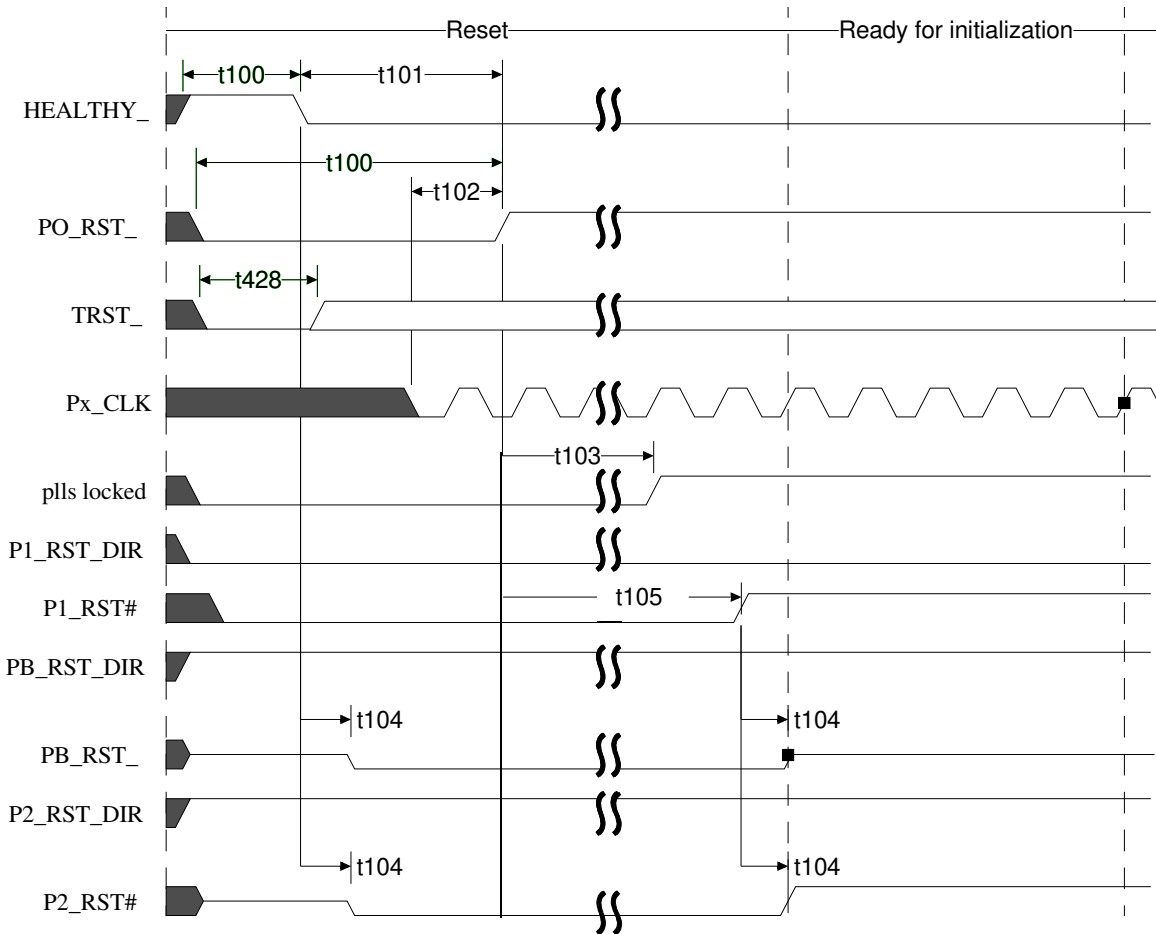 Reset Ready for initialization
t100 t101
HEALTHY_
t100
t102
PO_RST_
t428
TRST_
Px_CLK
t103
plls locked
P1_RST_DIR
t105
P1_RST#
PB_RST_DIR
t104 t104
PB_RST_
P2_RST_DIR
t104 t104
P2_RST#